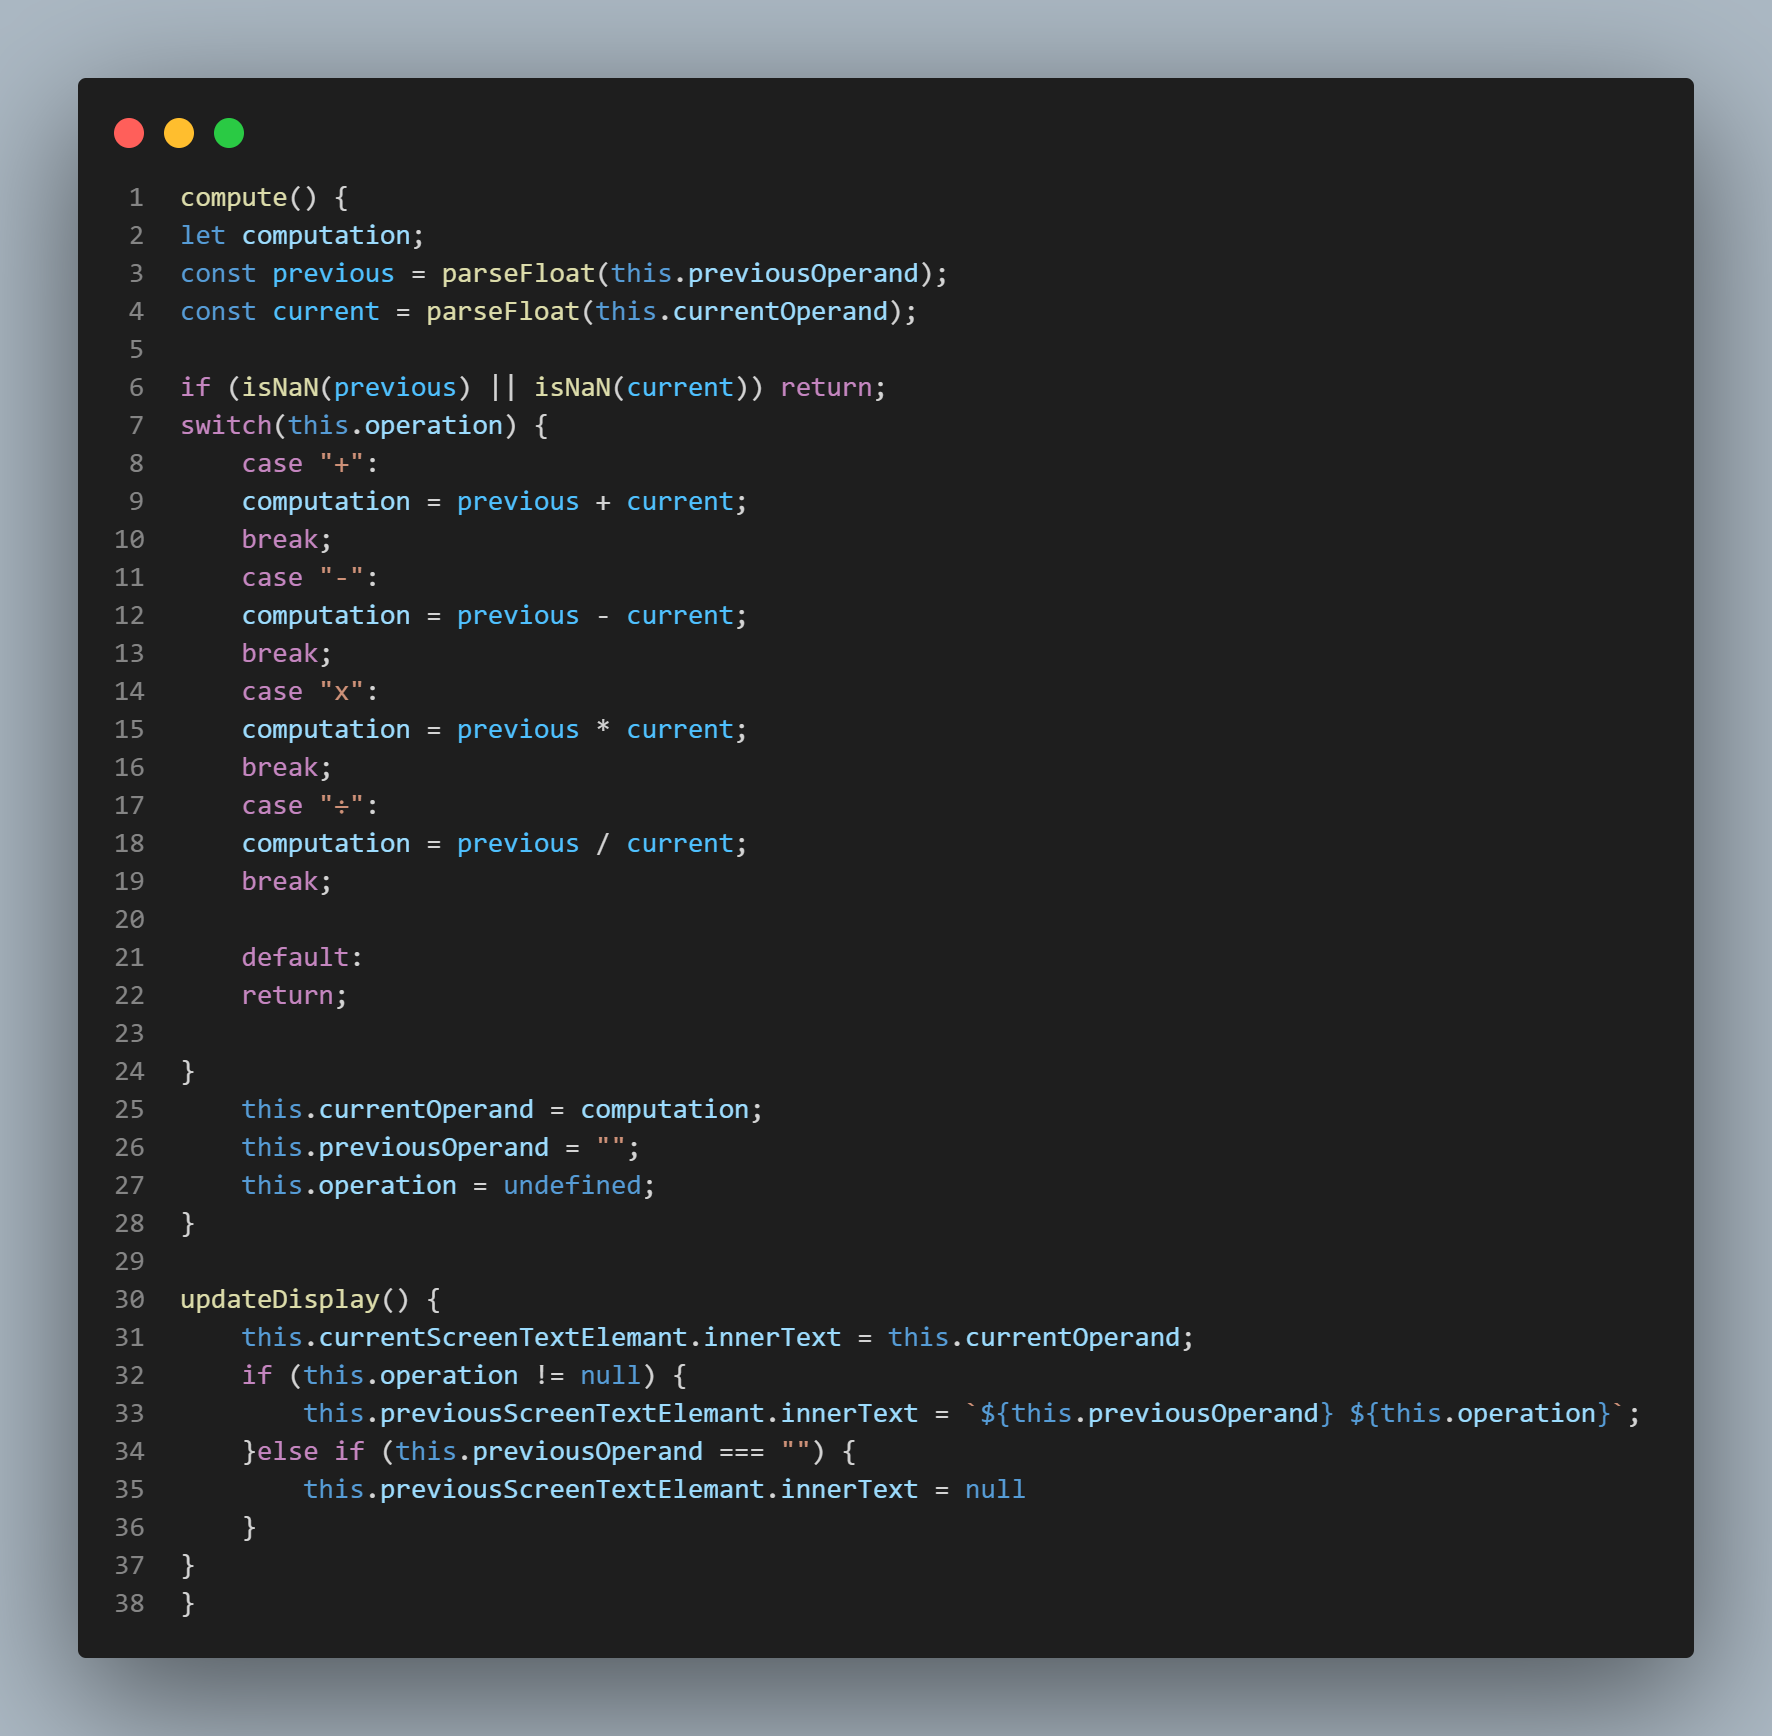 1 compute() {
2 let computation;
3 const previous = parseFloat(this.previousOperand);
4 const current = parseFloat(this.currentOperand);
5
6 if (isNaN(previous) || isNaN(current)) return;
7 switch(this.operation) {
8     case "+":
9     computation = previous + current;
10     break;
11     case "-":
12     computation = previous - current;
13     break;
14     case "x":
15     computation = previous * current;
16     break;
17     case "÷":
18     computation = previous / current;
19     break;
20
21     default:
22     return;
23
24 }
25     this.currentOperand = computation;
26     this.previousOperand = "";
27     this.operation = undefined;
28 }
29
30 updateDisplay() {
31     this.currentScreenTextElemant.innerText = this.currentOperand;
32     if (this.operation != null) {
33         this.previousScreenTextElemant.innerText = `${this.previousOperand} ${this.operation}`;
34     }else if (this.previousOperand === "") {
35         this.previousScreenTextElemant.innerText = null
36     }
37 }
38 }